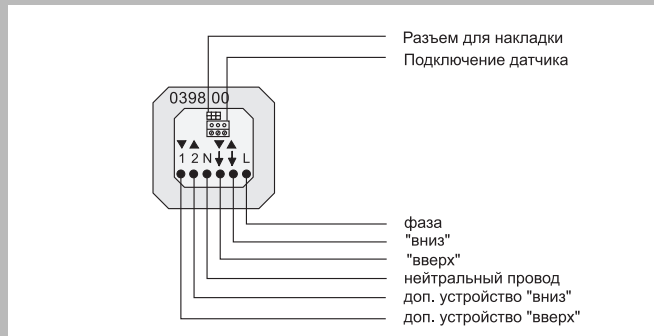 Разъем для накладки
Подключение датчика
0398 00
1 2 N L
фаза
"вниз"
"вверх"
нейтральный провод
доп. устройство "вниз"
доп. устройство "вверх"